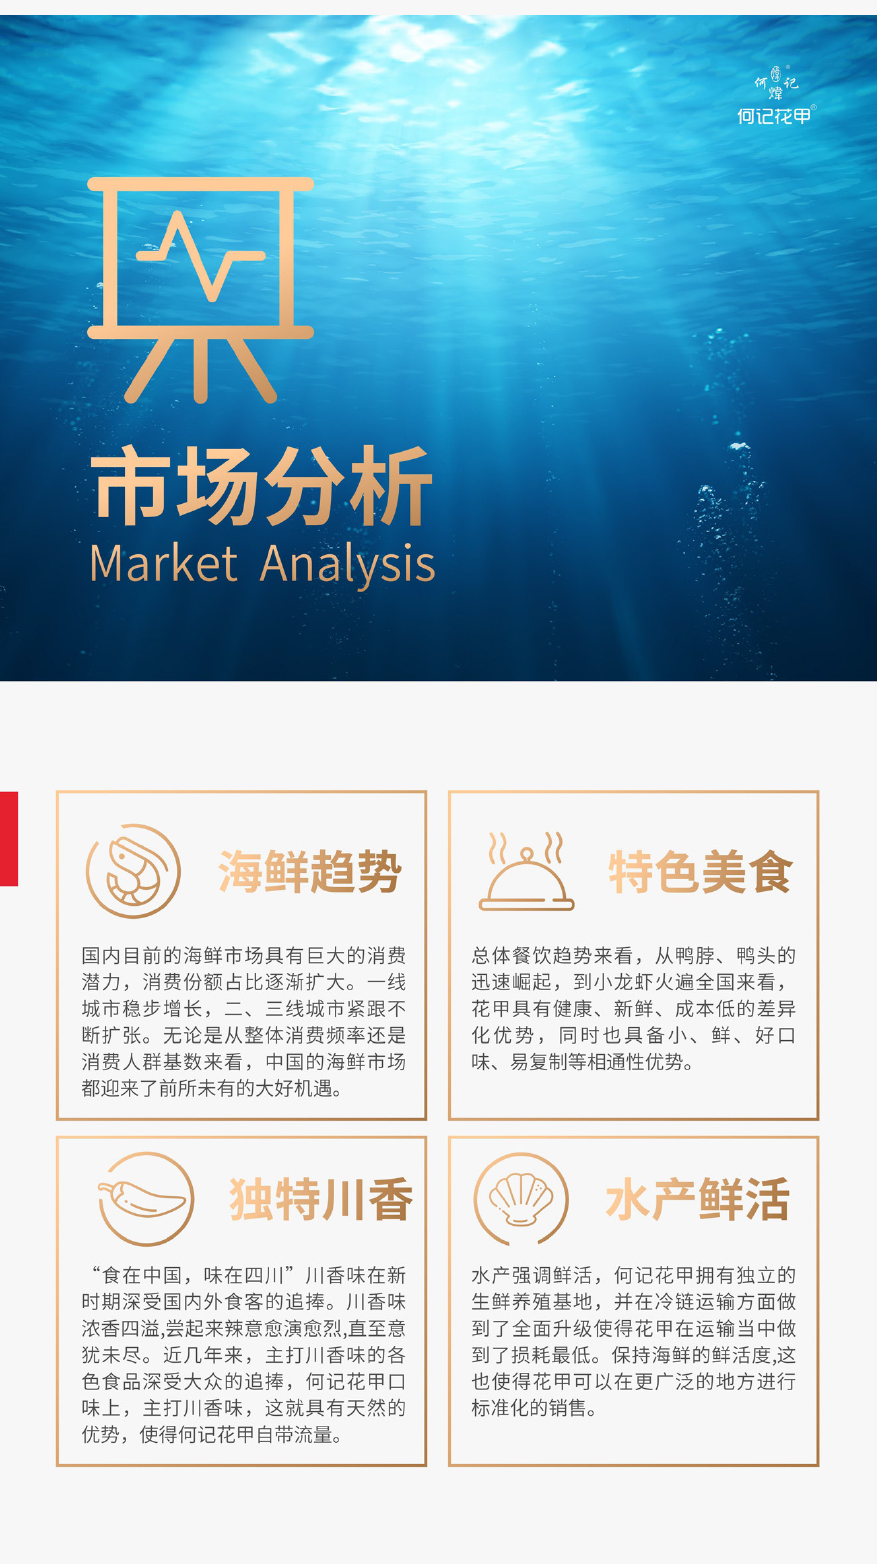 何煒记
何记花甲
市场分析
Market Analysis
海鲜趋势
国内目前的海鲜市场具有巨大的消费
潜力，消费份额占比逐渐扩大。一线
城市稳步增长，二、三线城市紧跟不
断扩张。无论是从整体消费频率还是
消费人群基数来看，中国的海鲜市场
都迎来了前所未有的大好机遇。
特色美食
总体餐饮趋势来看，从鸭脖、鸭头的
迅速崛起，到小龙虾火遍全国来看，
花甲具有健康、新鲜、成本低的差异
化优势，同时也具备小、鲜、好口
味、易复制等相通性优势。
独特川香
“食在中国，味在四川”川香味在新
时期深受国内外食客的追捧。川香味
浓香四溢,尝起来辣意愈演愈烈,直至意
犹未尽。近几年来，主打川香味的各
色食品深受大众的追捧，何记花甲口
味上，主打川香味，这就具有天然的
优势，使得何记花甲自带流量。
水产鲜活
水产强调鲜活，何记花甲拥有独立的
生鲜养殖基地，并在冷链运输方面做
到了全面升级使得花甲在运输当中做
到了损耗最低。保持海鲜的鲜活度,这
也使得花甲可以在更广泛的地方进行
标准化的销售。